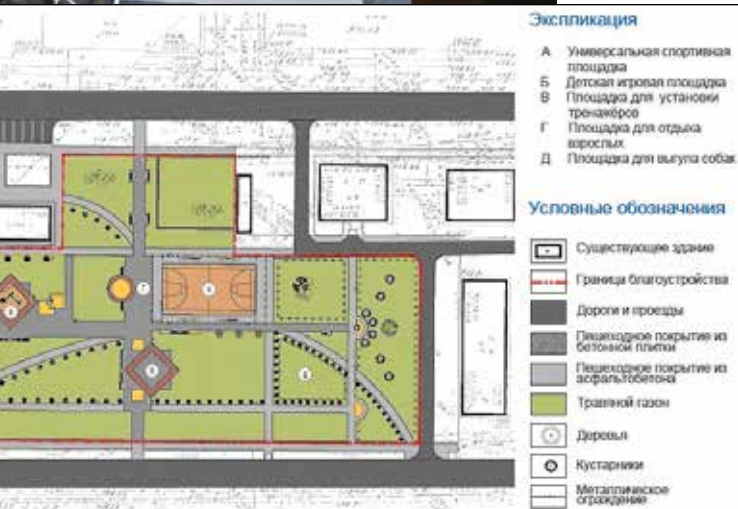 Экспликация
А Универсальная спортивная
площадка
Б Детская игровая площадка
В Площадка для установки
тренажёров
Г Площадка для отдыха
взрослых
Д Площадка для выгула собак
Условные обозначения
Существующее здание
Граница благоустройства
Дороги и проезды
Пешеходное покрытие из
бетонной плитки
Пешеходное покрытие из
асфальтобетона
Травяной газон
Деревья
Кустарники
Металлическое
ограждение